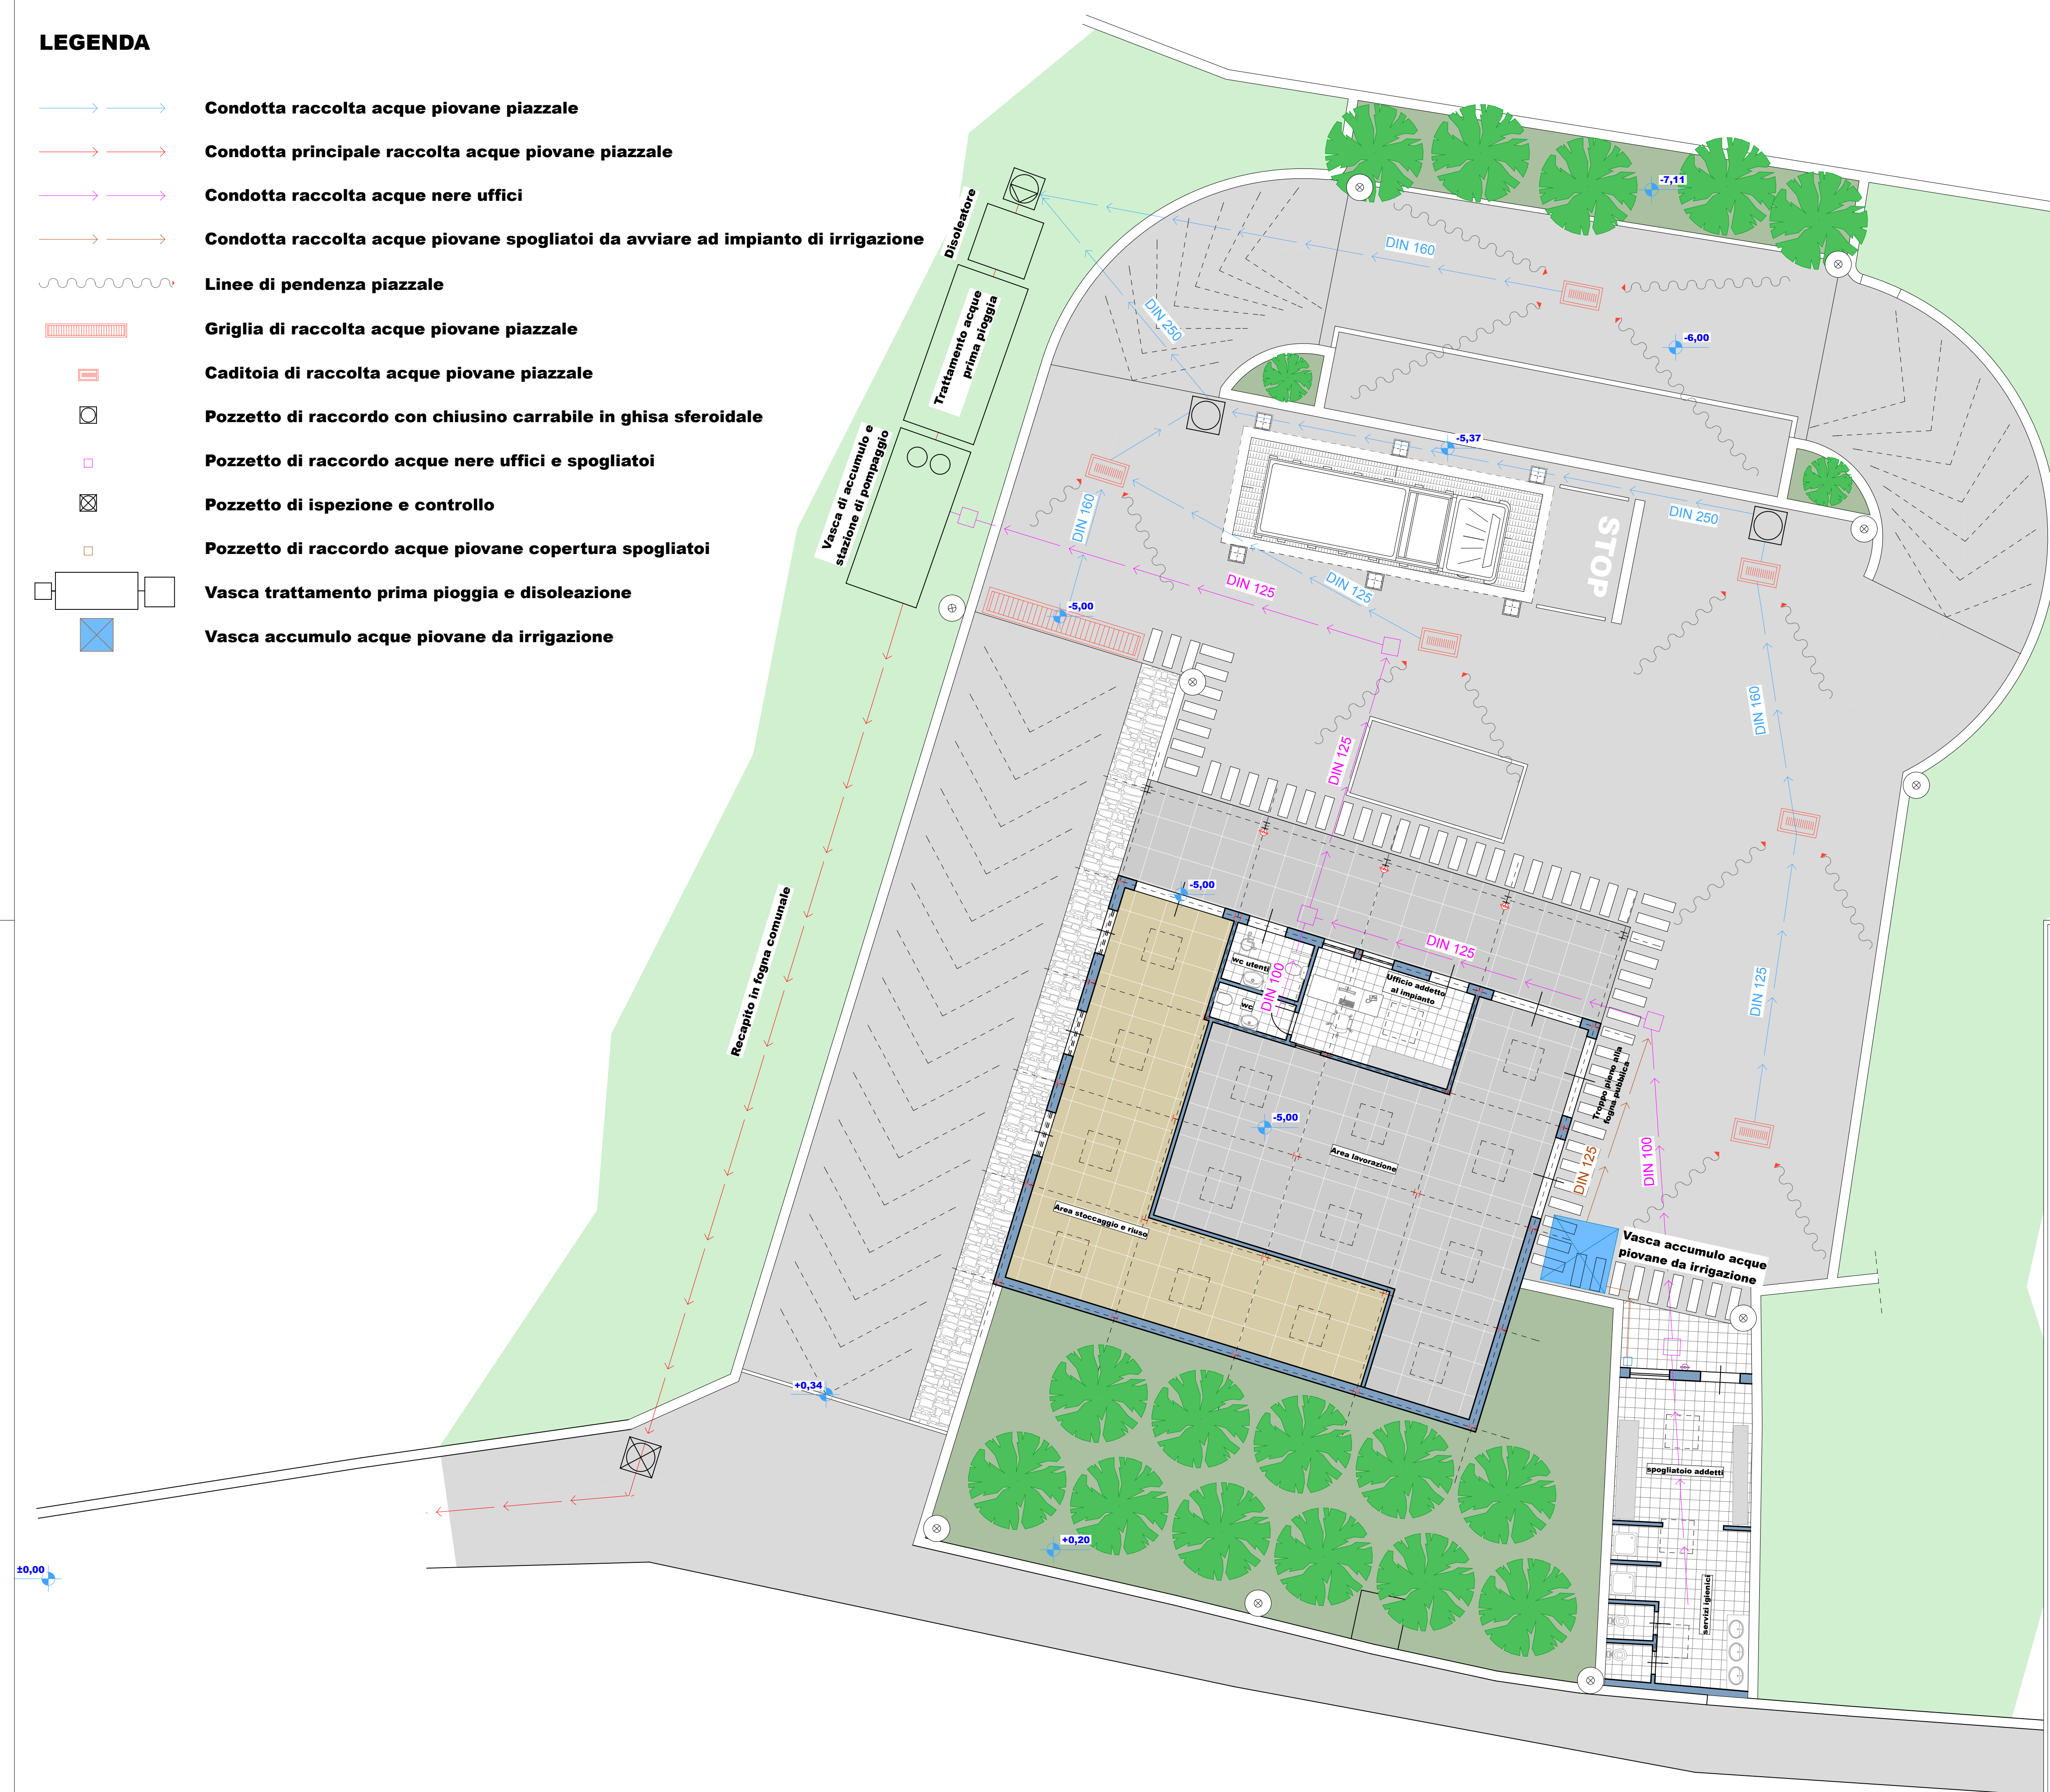 LEGENDA
Condotta raccolta acque piovane piazzale
Condotta principale raccolta acque piovane piazzale
Condotta raccolta acque nere uffici
Condotta raccolta acque piovane spogliatoi da avviare ad impianto di irrigazione
Linee di pendenza piazzale
Griglia di raccolta acque piovane piazzale
Caditoia di raccolta acque piovane piazzale
Pozzetto di raccordo con chiusino carrabile in ghisa sferoidale
Pozzetto di raccordo acque nere uffici e spogliatoi
Pozzetto di ispezione e controllo
Pozzetto di raccordo acque piovane copertura spogliatoi
Vasca trattamento prima pioggia e disoleazione
Vasca accumulo acque piovane da irrigazione
-7,11
Disoleatore
DIN 160
DIN 250
-6,00
Trattamento acque
prima pioggia
-5,37
Vasca di accumulo e
stazione di pompaggio
DIN 160
DIN 250
STOP
DIN 125
DIN 125
-5,00
DIN 160
DIN 125
-5,00
DIN 125
wc utenti
DIN 100
wc
Ufficio addetto
al impianto
DIN 125
Recapito in fogna comunale
Troppo pieno alla
fogna pubblica
-5,00
Area lavorazione
DIN 125
DIN 100
Area stoccaggio e riuso
Vasca accumulo acque
piovane da irrigazione
+0,34
spogliatoio addetti
+0,20
±0,00
servizi igienici